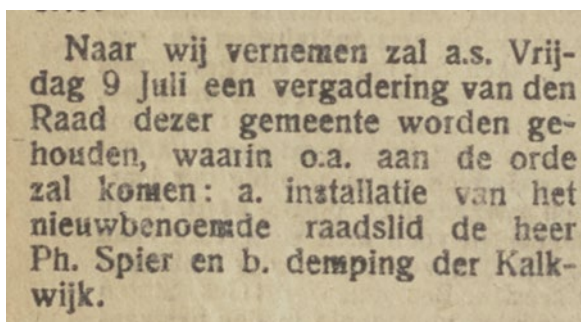 Naar wij vernemen zal a.s. Vrij-
dag 9 Juli een vergadering van den
Raad dezer gemeente worden ge-
houden, waarin o.a. aan de orde
zal komen: a. installatie van het
nieuwbenoemde raadslid de heer
Ph. Spier en b. demping der Kalk-
wijk.